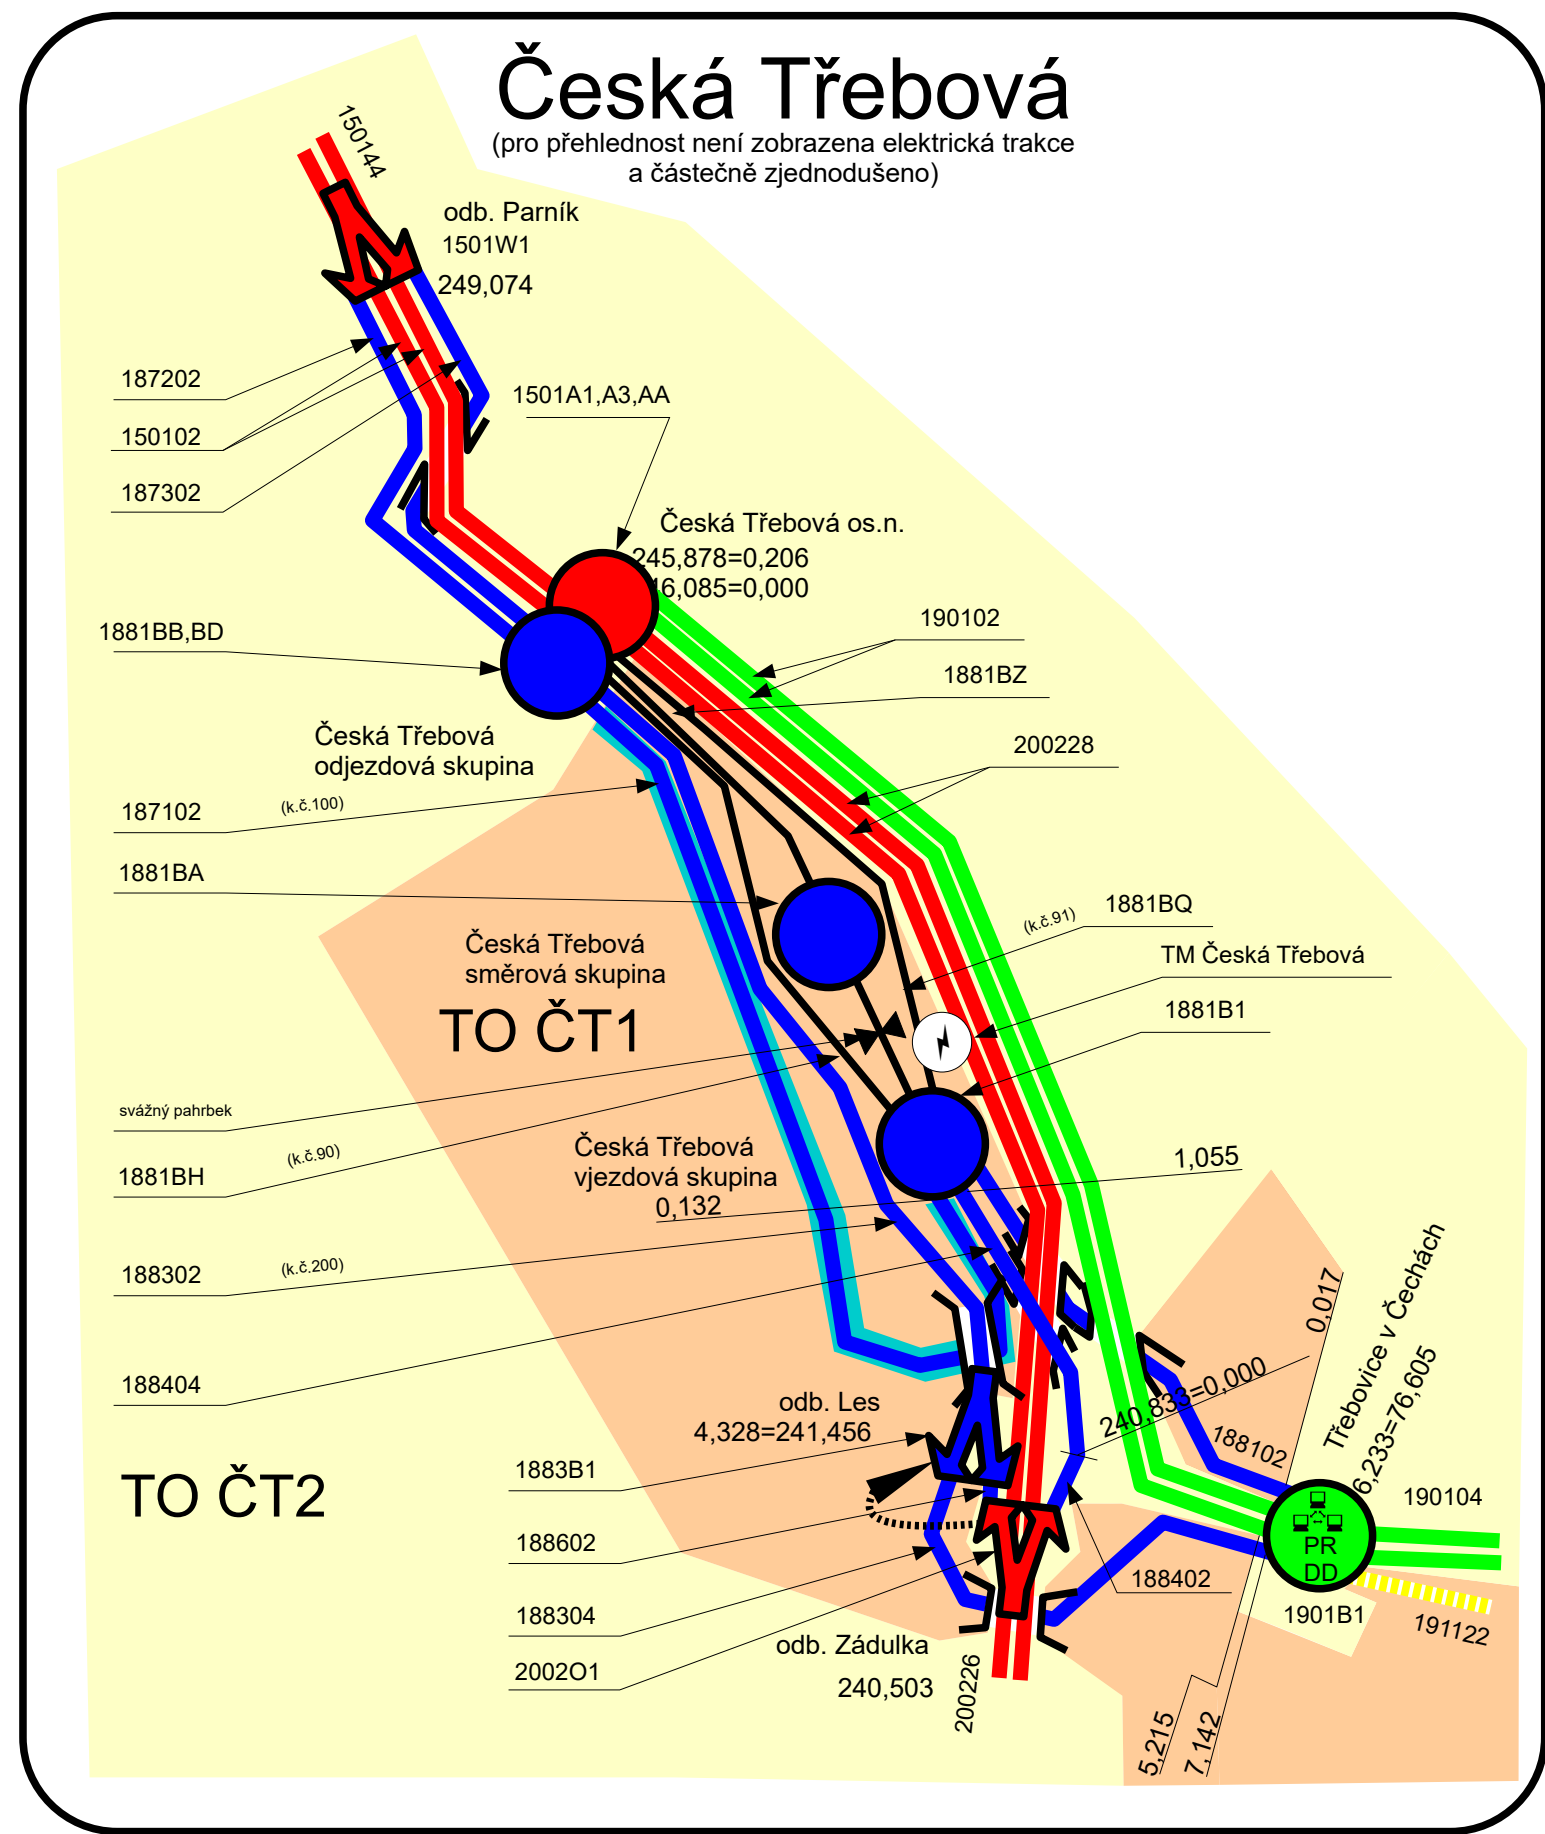 Česká Třebová
(pro přehlednost není zobrazena elektrická trakce
a částečně zjednodušeno)
150144
odb. Parník
1501W1
249,074
187202
150102
187302
1501A1,A3,AA
Česká Třebová os.n.
245,878=0,206
6,085=0,000
1881BB,BD
190102
1881BZ
200228
Česká Třebová
odjezdová skupina
187102
(k.č.100)
1881BA
1881BQ
(k.č.91)
TM Česká Třebová
1881B1
Česká Třebová
směrová skupina
TO ČT1
svážný pahrbek
1881BH
(k.č.90)
Česká Třebová
vjezdová skupina
0,132
1,055
188302
(k.č.200)
188404
0,017
Třebovice v Čechách
6,233=76,605
240,833=0,000
188102
odb. Les
4,328=241,456
1883B1
TO ČT2
188602
188304
2002O1
188402
190104
PR
DD
1901B1
191122
odb. Zádulka
240,503
200226
5,215
7,142